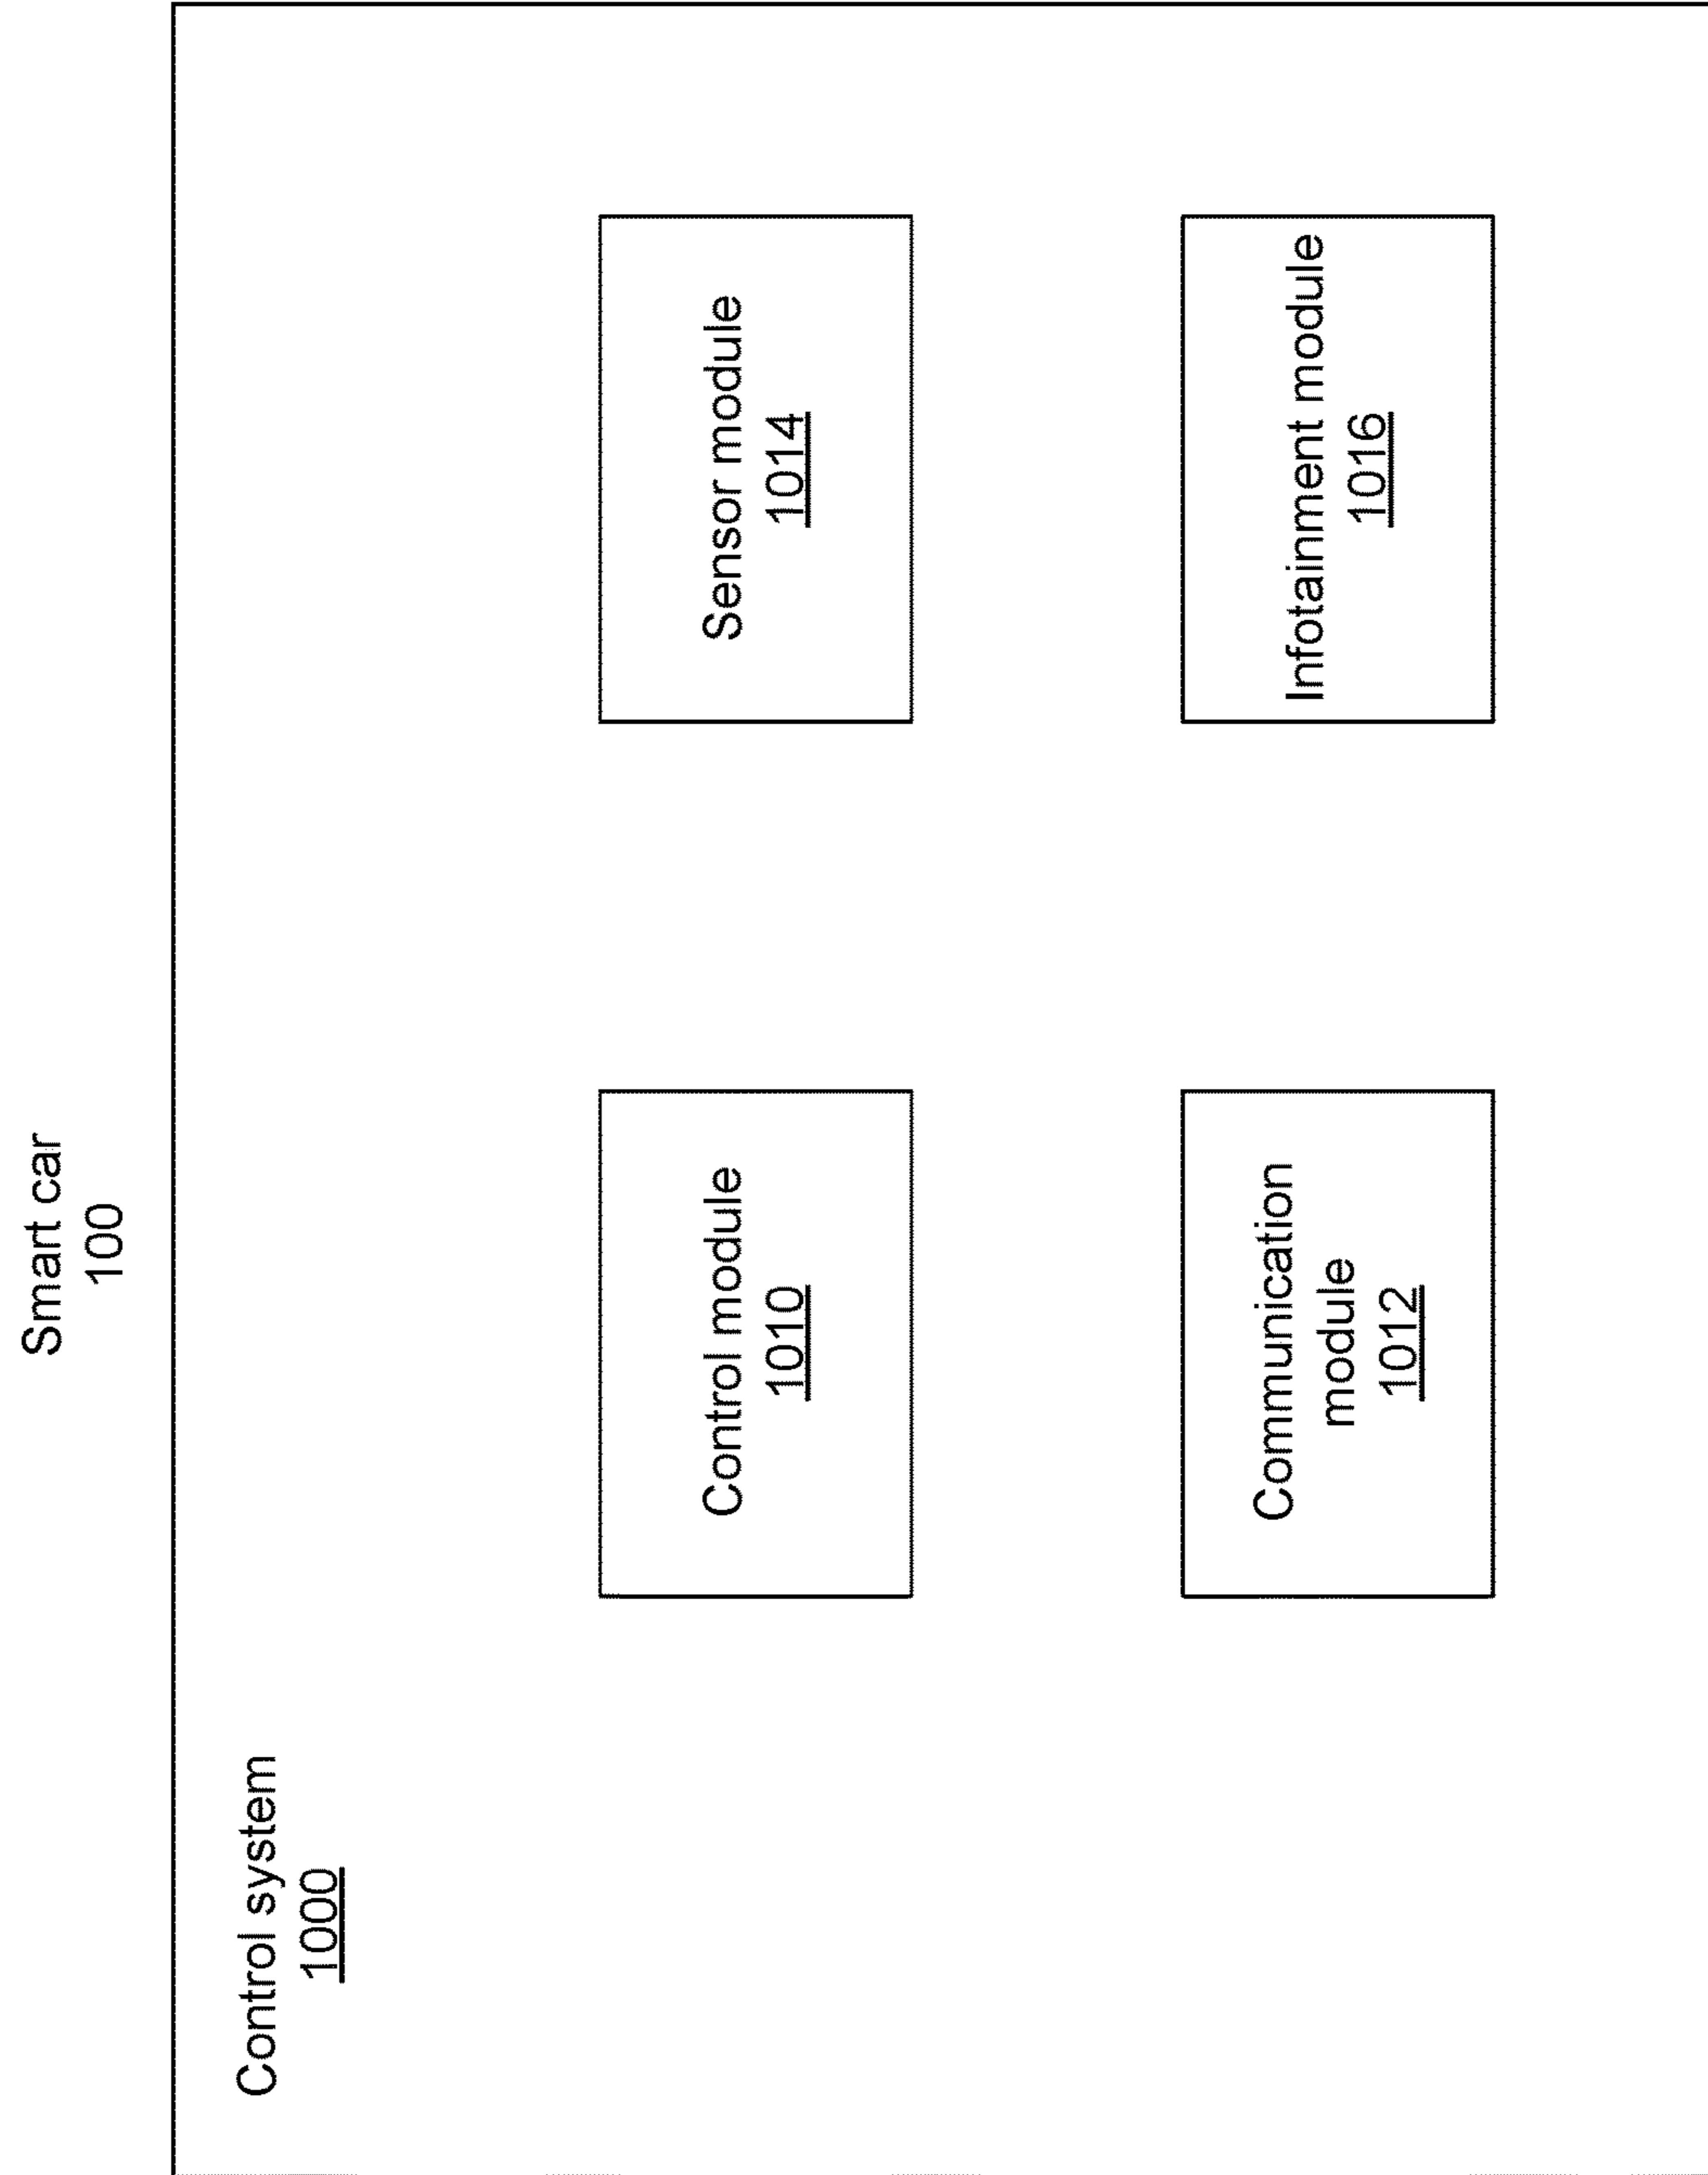 Smart car
100
Control system
1000
Control module
1010
Sensor module
1014
Communication
module
1012
Infotainment module
1016